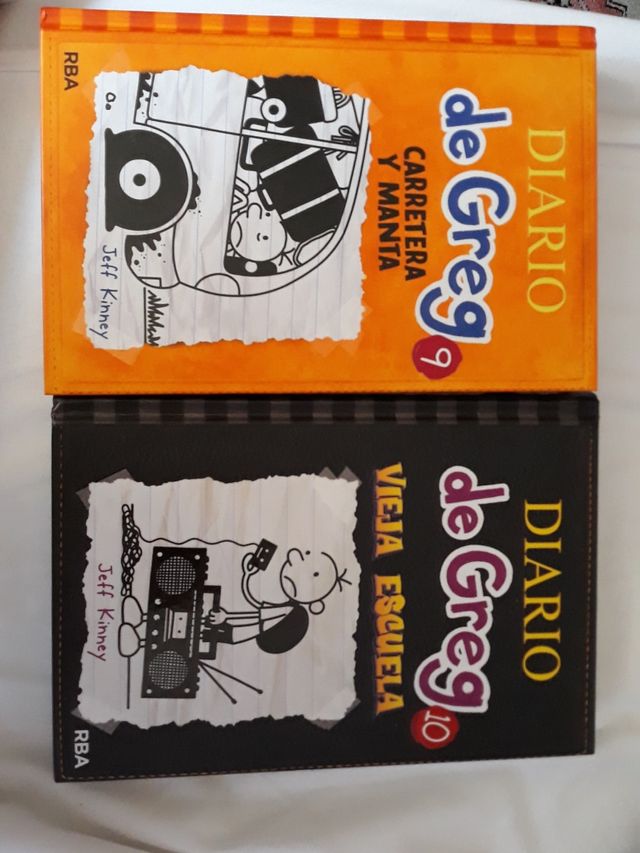 DIARIO
de Greg
9
CARRETERA
Y MANTA
Jeff Kinney
RBA
DIARIO
de Greg
10
VIEJA ESCUELA
Jeff Kinney
RBA